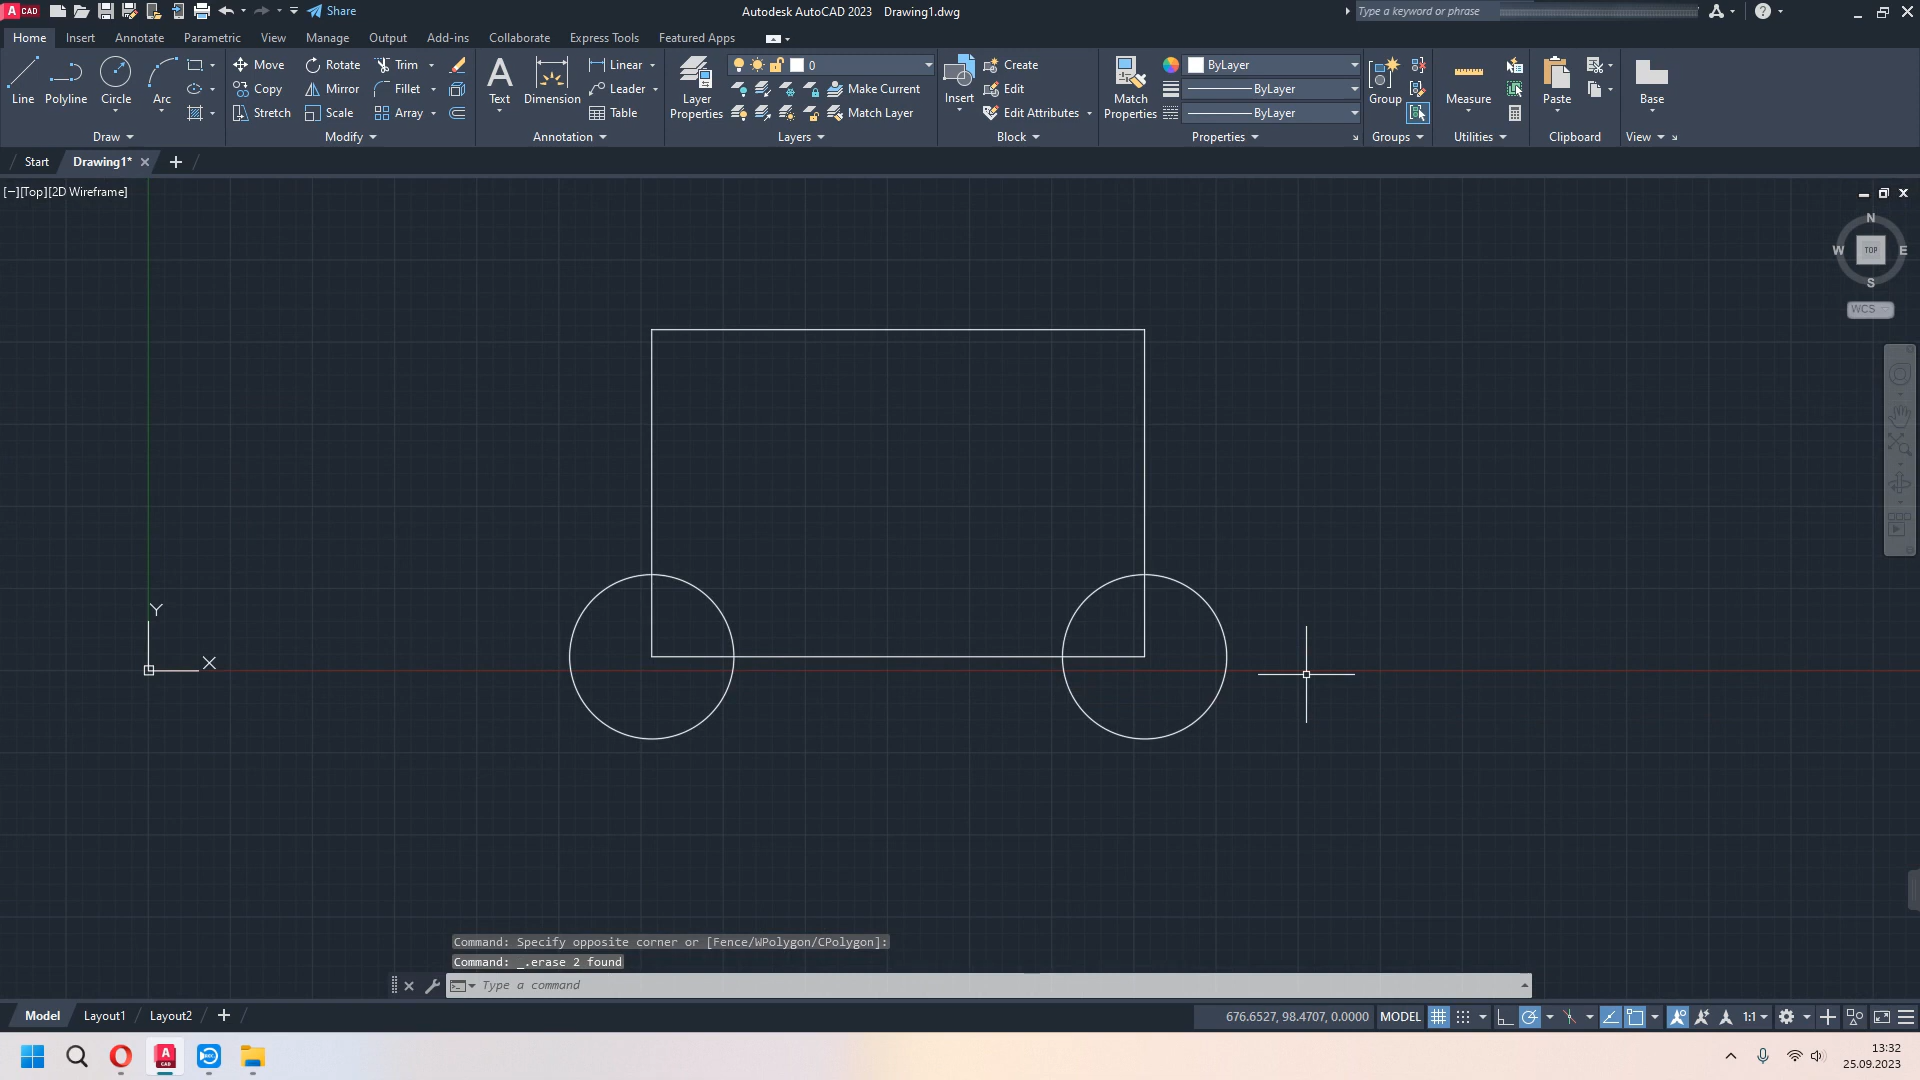 A CAD Share Autodesk AutoCAD 2023 Drawing1.dwg Type a keyword or phrase
Home Insert Annotate Parametric View Manage Output Add-ins Collaborate Express Tools Featured Apps
Line Polyline Circle Arc
Move Rotate Trim
Copy Mirror Fillet
Stretch Scale Array
Text Dimension
Linear
Leader
Table
Layer Properties
0
Make Current
Match Layer
Insert
Create
Edit
Edit Attributes
Match Properties
ByLayer
ByLayer
ByLayer
Group Measure Paste Base
Draw Modify Annotation Layers Block Properties Groups Utilities Clipboard View
Start Drawing1*
[−][Top][2D Wireframe]
N
W TOP E
S
WCS
Y
X
Command: Specify opposite corner or [Fence/WPolygon/CPolygon]:
Command: _.erase 2 found
Type a command
Model Layout1 Layout2 676.6527, 98.4707, 0.0000 MODEL 1:1
13:32
25.09.2023